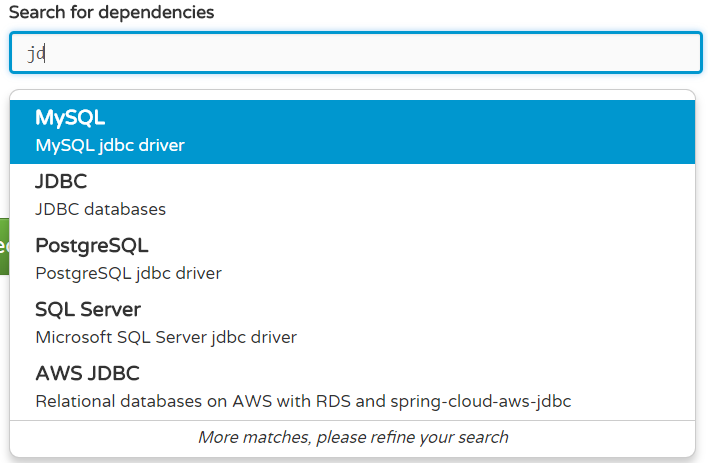 Search for dependencies
jd
MySQL
MySQL jdbc driver
JDBC
JDBC databases
PostgreSQL
PostgreSQL jdbc driver
SQL Server
Microsoft SQL Server jdbc driver
AWS JDBC
Relational databases on AWS with RDS and spring-cloud-aws-jdbc
More matches, please refine your search